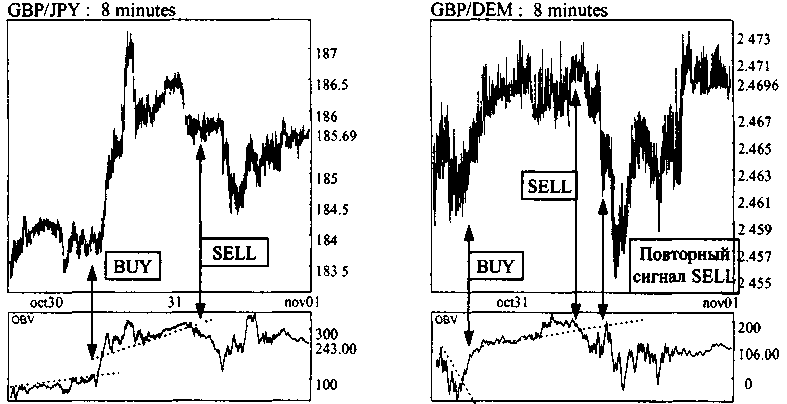 GBP/JPY : 8 minutes
187
186.5
186
185.69
185
184.5
184
183.5
BUY
SELL
oct30 31 nov01
OBV
300
243.00
100
GBP/DEM : 8 minutes
2.473
2.471
2.4696
2.467
2.465
2.463
2.461
2.459
2.457
2.455
SELL
BUY
Повторный
сигнал SELL
oct31 nov01
OBV
200
106.00
0